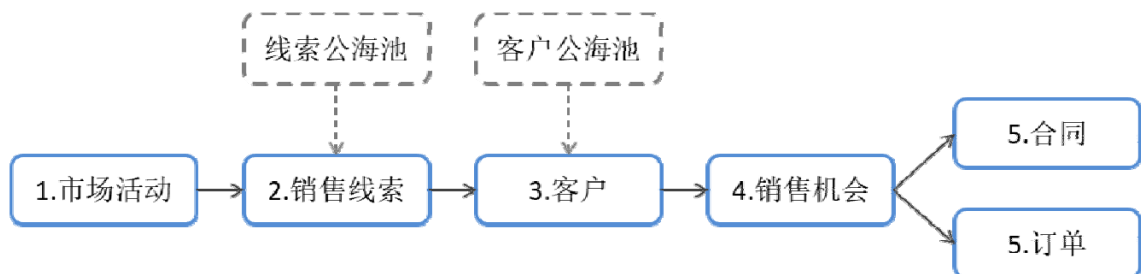 线索公海池
客户公海池
1.市场活动
2.销售线索
3.客户
4.销售机会
5.合同
5.订单